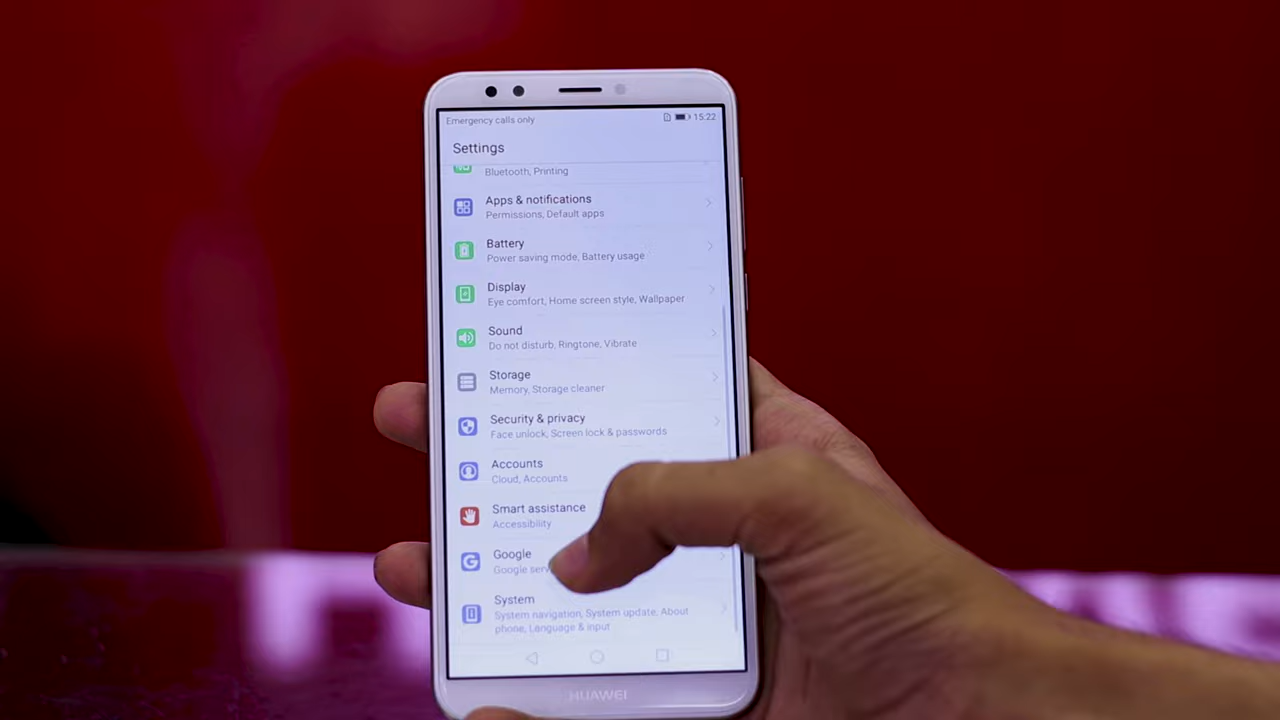 Emergency calls only 15:22
Settings
Bluetooth, Printing
Apps & notifications
Permissions, Default apps
Battery
Power saving mode, Battery usage
Display
Eye comfort, Home screen style, Wallpaper
Sound
Do not disturb, Ringtone, Vibrate
Storage
Memory, Storage cleaner
Security & privacy
Face unlock, Screen lock & passwords
Accounts
Cloud, Accounts
Smart assistance
Accessibility
Google
Google
System
System navigation, System update, About
phone, Language & input
HUAWEI